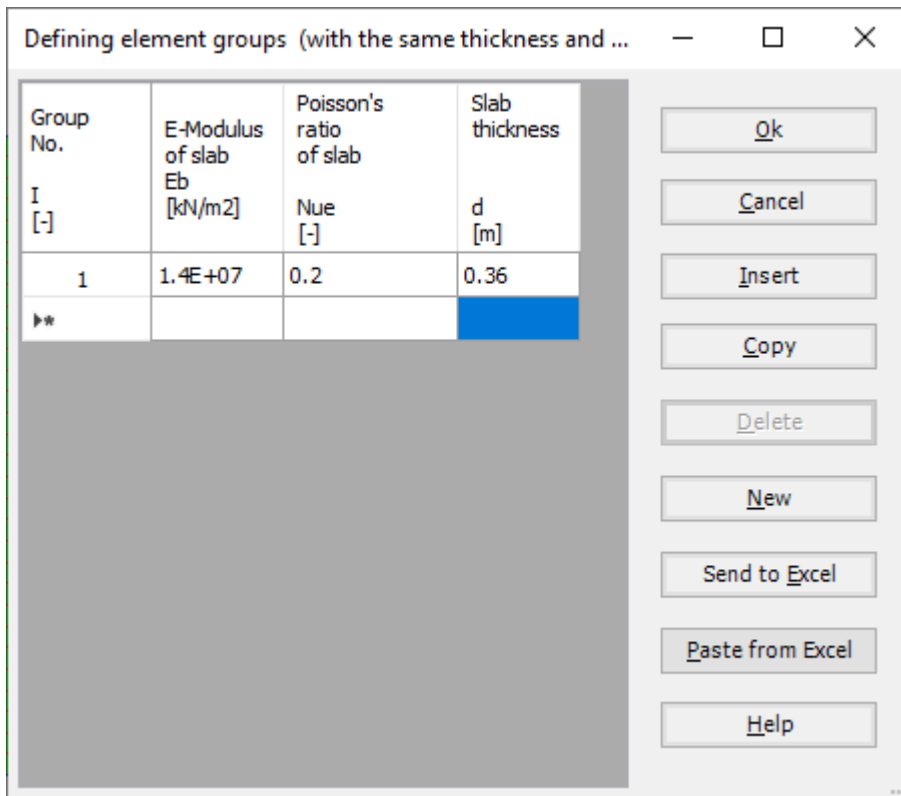 Defining element groups (with the same thickness and ...
Group
No.
I
[-]
E-Modulus
of slab
Eb
[kN/m2]
Poisson's
ratio
of slab
Nue
[-]
Slab
thickness
d
[m]
1 1.4E+07 0.2 0.36
Ok
Cancel
Insert
Copy
Delete
New
Send to Excel
Paste from Excel
Help